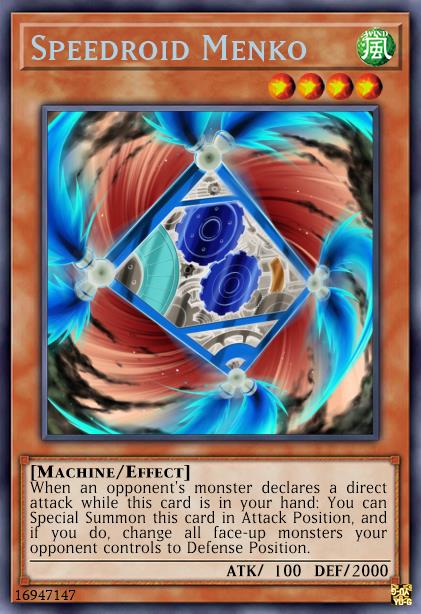 SPEEDROID MENKO
WIND
風
[MACHINE/EFFECT]
When an opponent's monster declares a direct
attack while this card is in your hand: You can
Special Summon this card in Attack Position, and
if you do, change all face-up monsters your
opponent controls to Defense Position.
ATK/ 100 DEF/2000
16947147